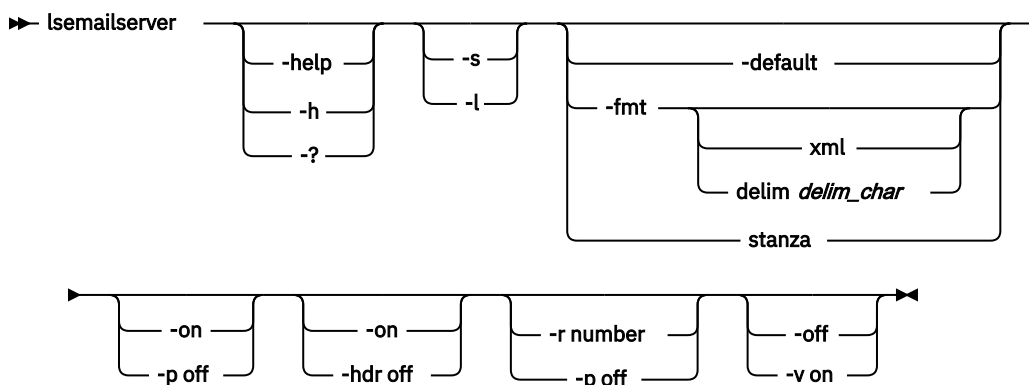 lsemailserver
-help
-h
-?
-s
-l
-default
-fmt
xml
delim delim_char
stanza
-on
-p off
-on
-hdr off
-r number
-p off
-off
-v on